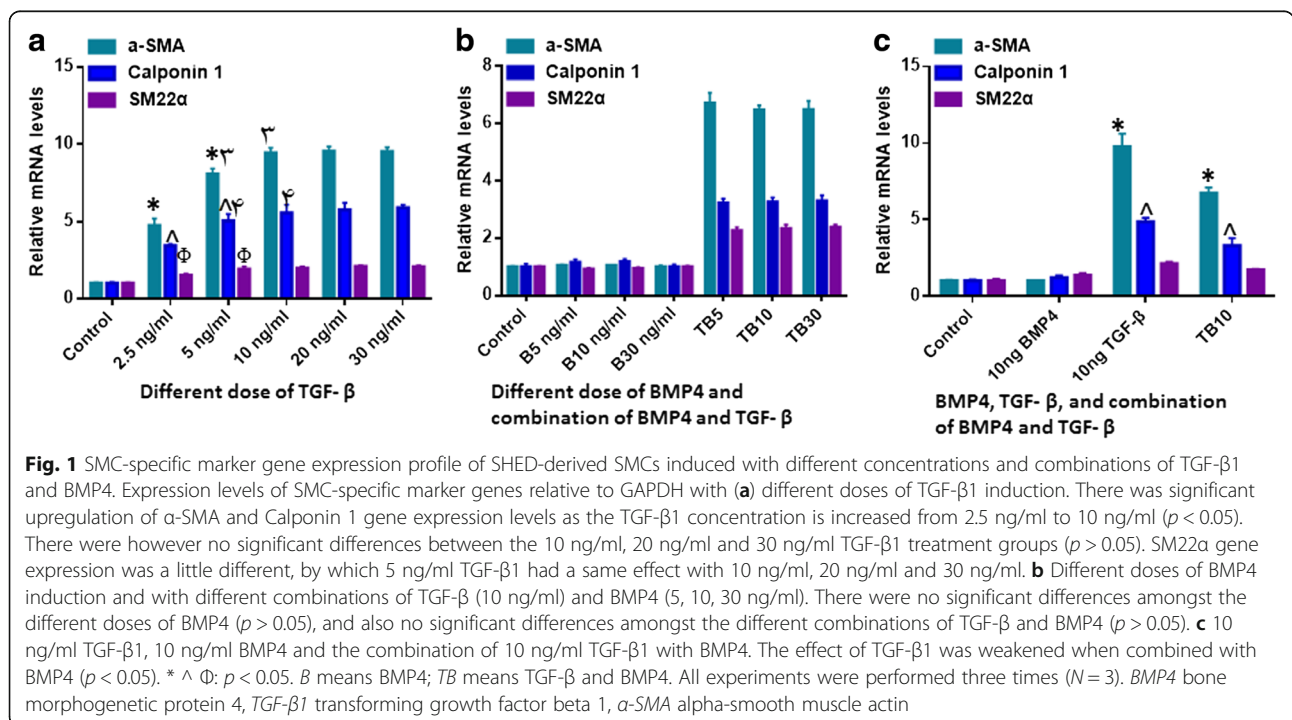 a
a-SMA
Calponin 1
SM22α
15
10
5
0
Relative mRNA levels
* ^ Φ
* ۳ ^ ۴ Φ
۳ ۴
Control
2.5 ng/ml
5 ng/ml
10 ng/ml
20 ng/ml
30 ng/ml
Different dose of TGF- β
b
a-SMA
Calponin 1
SM22α
8
6
4
2
0
Relative mRNA levels
Control
B5 ng/ml
B10 ng/ml
B30 ng/ml
TB5
TB10
TB30
Different dose of BMP4 and
combination of BMP4 and TGF- β
c
a-SMA
Calponin 1
SM22α
15
10
5
0
Relative mRNA levels
* ^
* ^
Control
10ng BMP4
10ng TGF-β
TB10
BMP4, TGF- β, and combination
of BMP4 and TGF- β
Fig. 1 SMC-specific marker gene expression profile of SHED-derived SMCs induced with different concentrations and combinations of TGF-β1
and BMP4. Expression levels of SMC-specific marker genes relative to GAPDH with (a) different doses of TGF-β1 induction. There was significant
upregulation of α-SMA and Calponin 1 gene expression levels as the TGF-β1 concentration is increased from 2.5 ng/ml to 10 ng/ml (p < 0.05).
There were however no significant differences between the 10 ng/ml, 20 ng/ml and 30 ng/ml TGF-β1 treatment groups (p > 0.05). SM22α gene
expression was a little different, by which 5 ng/ml TGF-β1 had a same effect with 10 ng/ml, 20 ng/ml and 30 ng/ml. b Different doses of BMP4
induction and with different combinations of TGF-β (10 ng/ml) and BMP4 (5, 10, 30 ng/ml). There were no significant differences amongst the
different doses of BMP4 (p > 0.05), and also no significant differences amongst the different combinations of TGF-β and BMP4 (p > 0.05). c 10
ng/ml TGF-β1, 10 ng/ml BMP4 and the combination of 10 ng/ml TGF-β1 with BMP4. The effect of TGF-β1 was weakened when combined with
BMP4 (p < 0.05). * ^ Φ: p < 0.05. B means BMP4; TB means TGF-β and BMP4. All experiments were performed three times (N = 3). BMP4 bone
morphogenetic protein 4, TGF-β1 transforming growth factor beta 1, α-SMA alpha-smooth muscle actin